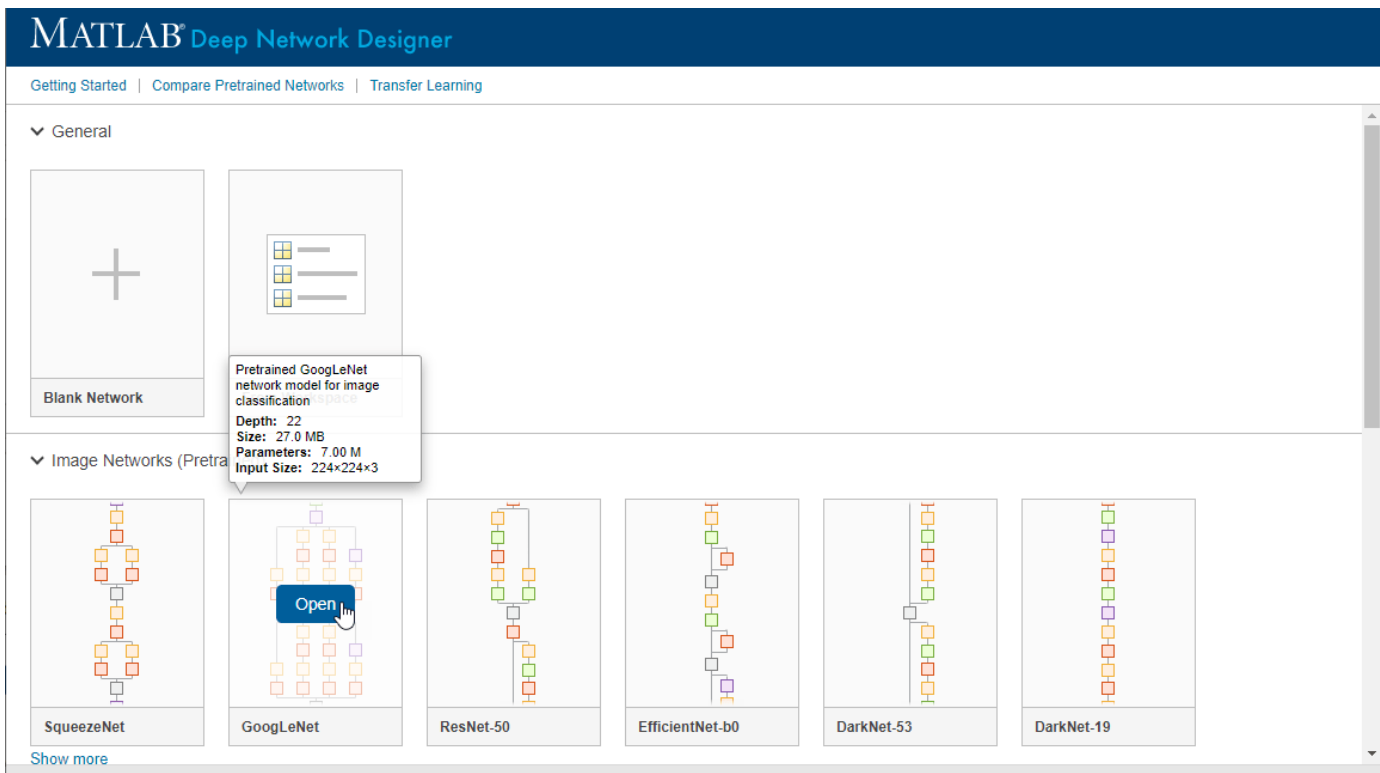 MATLAB® Deep Network Designer
Getting Started | Compare Pretrained Networks | Transfer Learning
General
Blank Network
kspace
Pretrained GoogLeNet
network model for image
classification
Depth: 22
Size: 27.0 MB
Parameters: 7.00 M
Input Size: 224×224×3
Image Networks (Pretra
Open
SqueezeNet
GoogLeNet
ResNet-50
EfficientNet-b0
DarkNet-53
DarkNet-19
Show more